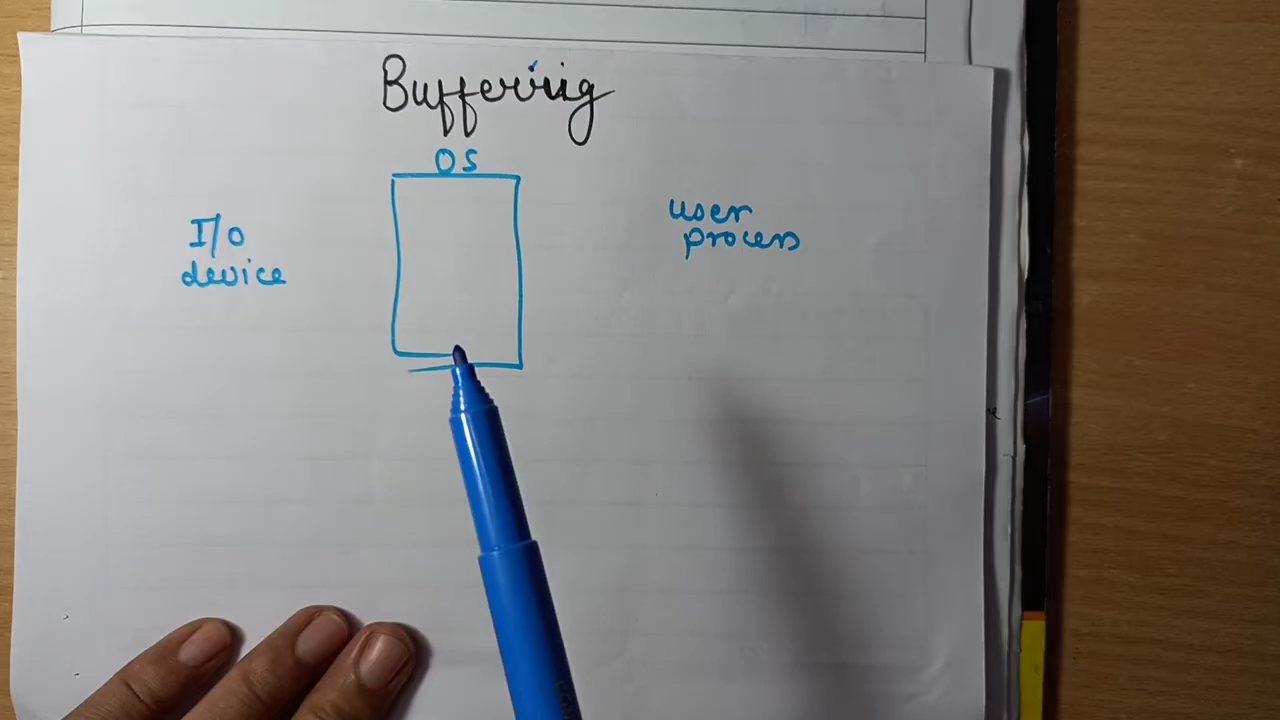 Buffering
OS
I/O
device
user
process